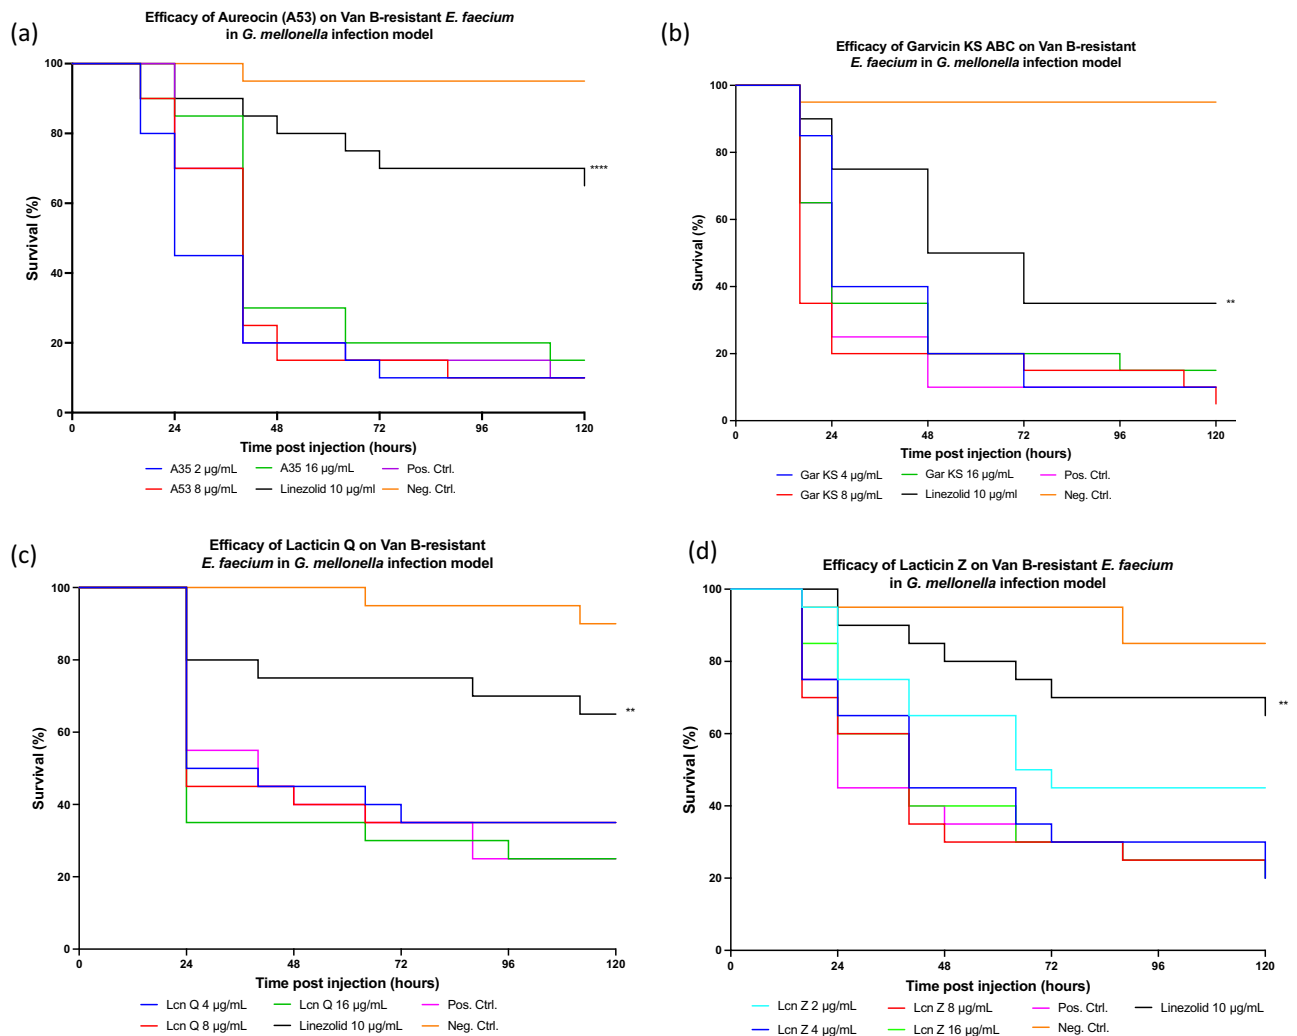 (a)
Efficacy of Aureocin (A53) on Van B-resistant E. faecium
in G. mellonella infection model
Survival (%)
100
80
60
40
20
0
0 24 48 72 96 120
****
Time post injection (hours)
A35 2 µg/mL A35 16 µg/mL Pos. Ctrl.
A53 8 µg/mL Linezolid 10 µg/ml Neg. Ctrl.
(b)
Efficacy of Garvicin KS ABC on Van B-resistant
E. faecium in G. mellonella infection model
Survival (%)
100
80
60
40
20
0
0 24 48 72 96 120
**
Time post injection (hours)
Gar KS 4 µg/mL Gar KS 16 µg/mL Pos. Ctrl.
Gar KS 8 µg/mL Linezolid 10 µg/ml Neg. Ctrl.
(c)
Efficacy of Lacticin Q on Van B-resistant
E. faecium in G. mellonella infection model
Survival (%)
100
80
60
40
20
0
0 24 48 72 96 120
**
Time post injection (hours)
Lcn Q 4 µg/mL Lcn Q 16 µg/mL Pos. Ctrl.
Lcn Q 8 µg/mL Linezolid 10 µg/mL Neg. Ctrl.
(d)
Efficacy of Lacticin Z on Van B-resistant E. faecium
in G. mellonella infection model
Survival (%)
100
80
60
40
20
0
0 24 48 72 96 120
**
Time post injection (hours)
Lcn Z 2 µg/mL Lcn Z 8 µg/mL Pos. Ctrl. Linezolid 10 µg/mL
Lcn Z 4 µg/mL Lcn Z 16 µg/mL Neg. Ctrl.